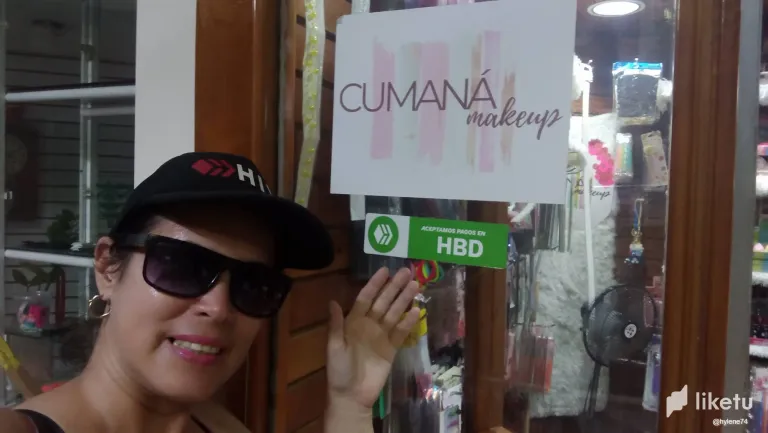 CUMANÁ
makeup
ACEPTAMOS PAGOS EN
HBD
liketu
@hylene74